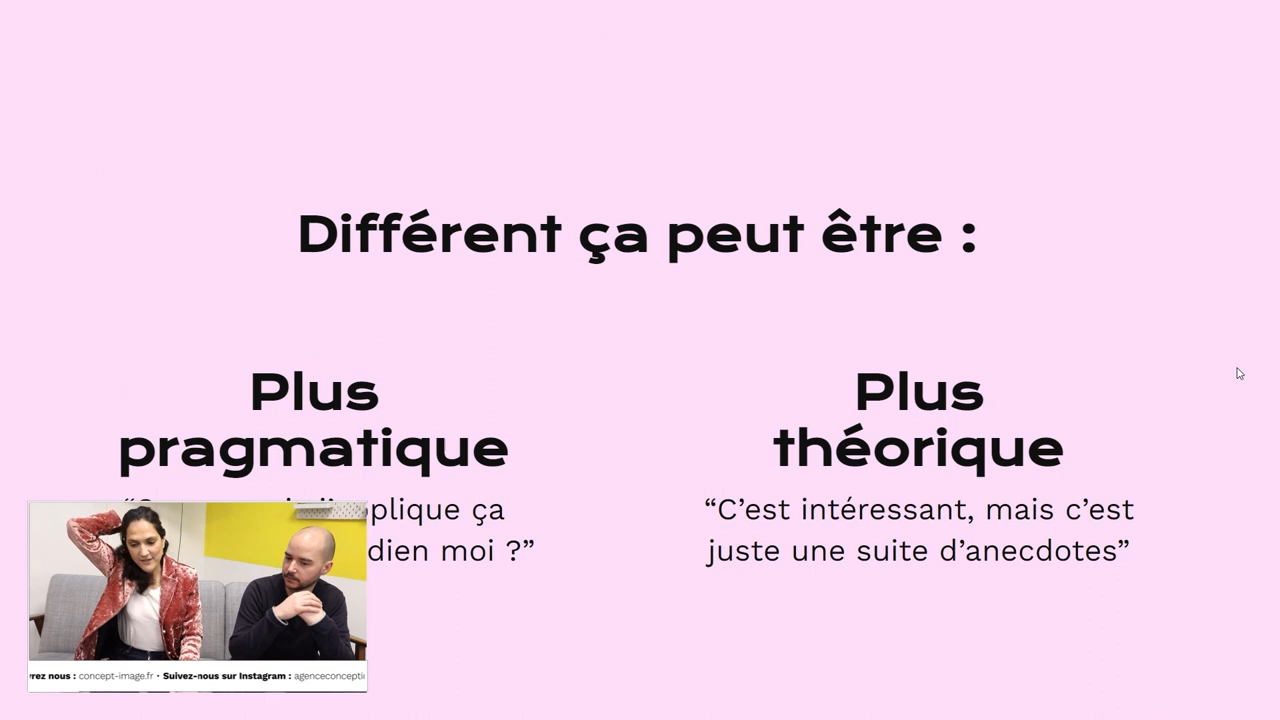 Différent ça peut être :
Plus
pragmatique
Plus
théorique
plique ça
dien moi ?”
“C’est intéressant, mais c’est
juste une suite d’anecdotes”
vrez nous : concept-image.fr • Suivez-nous sur Instagram : agenceconcepti